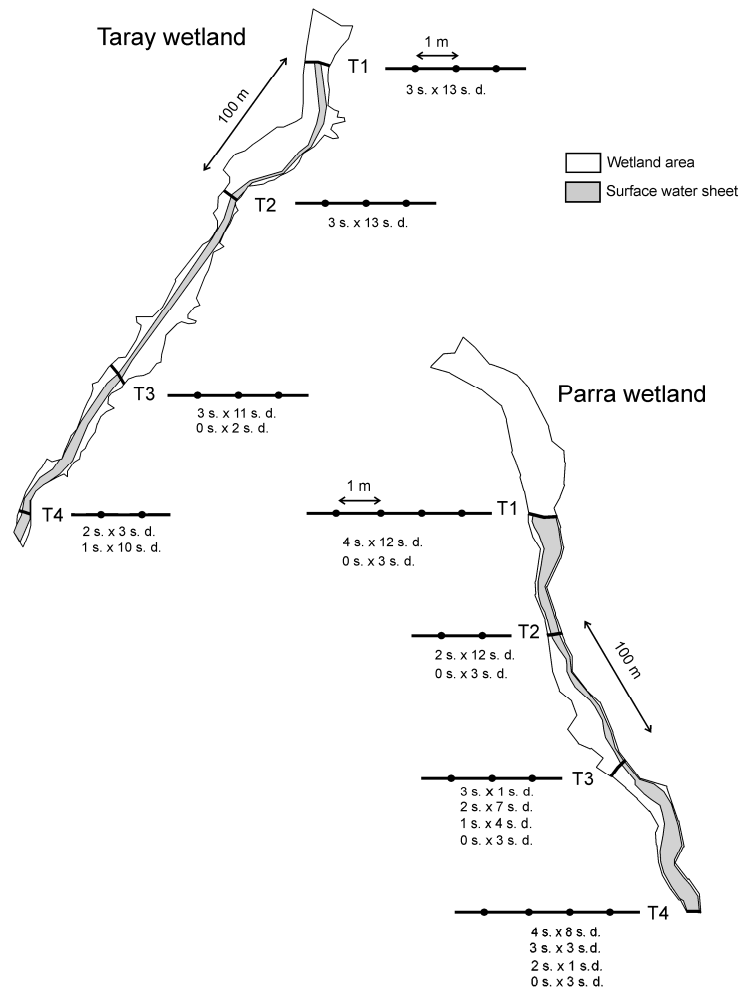 Taray wetland
1 m
T1
3 s. x 13 s. d.
100 m
Wetland area
Surface water sheet
T2
3 s. x 13 s. d.
T3
3 s. x 11 s. d.
0 s. x 2 s. d.
Parra wetland
T4
2 s. x 3 s. d.
1 s. x 10 s. d.
1 m
T1
4 s. x 12 s. d.
0 s. x 3 s. d.
T2
2 s. x 12 s. d.
0 s. x 3 s. d.
100 m
T3
3 s. x 1 s. d.
2 s. x 7 s. d.
1 s. x 4 s. d.
0 s. x 3 s. d.
T4
4 s. x 8 s. d.
3 s. x 3 s. d.
2 s. x 1 s.d.
0 s. x 3 s. d.